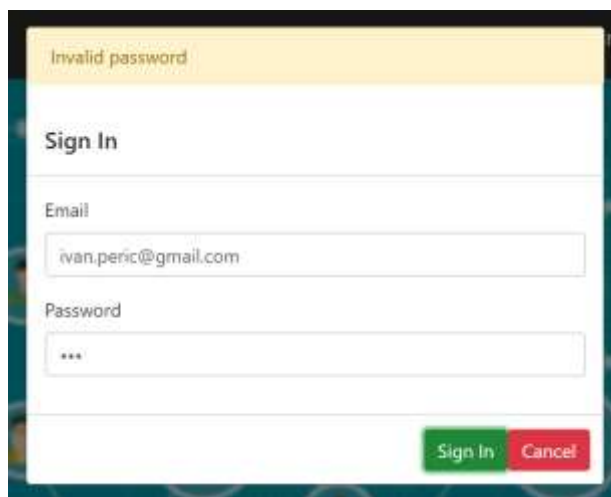 Invalid password
Sign In
Email
ivan.peric@gmail.com
Password
•••
Sign In Cancel